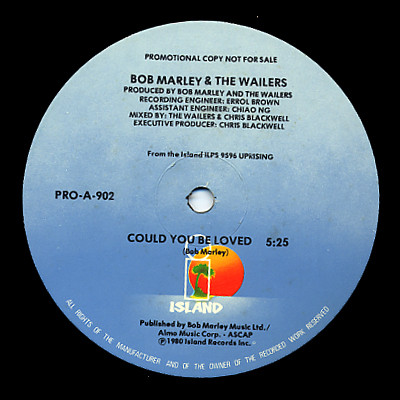 PROMOTIONAL COPY NOT FOR SALE
BOB MARLEY & THE WAILERS
PRODUCED BY BOB MARLEY AND THE WAILERS
RECORDING ENGINEER: ERROL BROWN
ASSISTANT ENGINEER: CHIAO NG
MIXED BY: THE WAILERS & CHRIS BLACKWELL
EXECUTIVE PRODUCER: CHRIS BLACKWELL
From the Island ILPS 9596 UPRISING
PRO-A-902
COULD YOU BE LOVED 5:25
(Bob Marley)
ISLAND
Published by Bob Marley Music Ltd./
Almo Music Corp. - ASCAP
Ⓟ1980 Island Records Inc.
ALL RIGHTS OF THE MANUFACTURER AND OF THE OWNER OF THE RECORDED WORK RESERVED